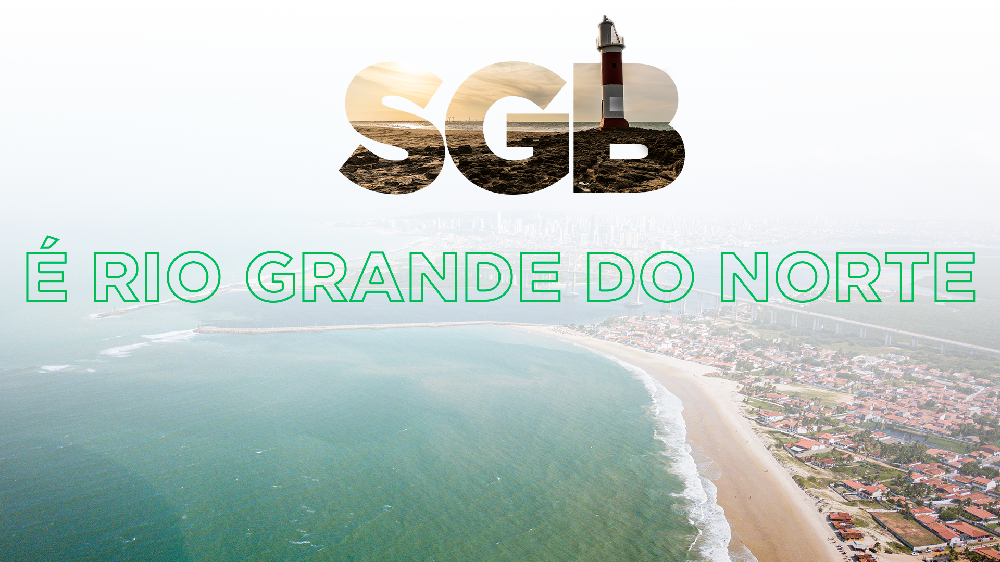 SGB
É RIO GRANDE DO NORTE